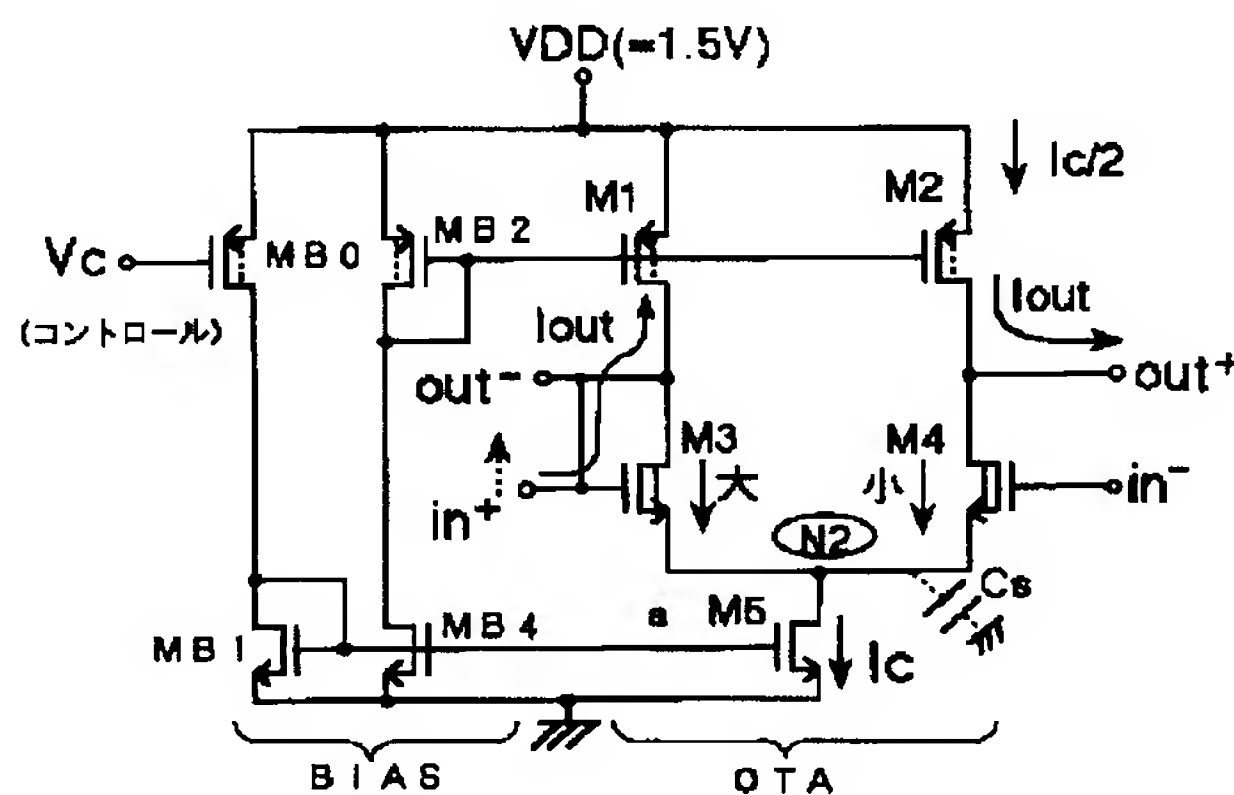 VDD(=1.5V)
Ic/2
M1
M2
Vc
MB0
MB2
(コントロール)
Iout
Iout
out-
out+
M3
M4
大
小
in+
in-
N2
Cs
a
M5
MB1
MB4
Ic
BIAS
OTA